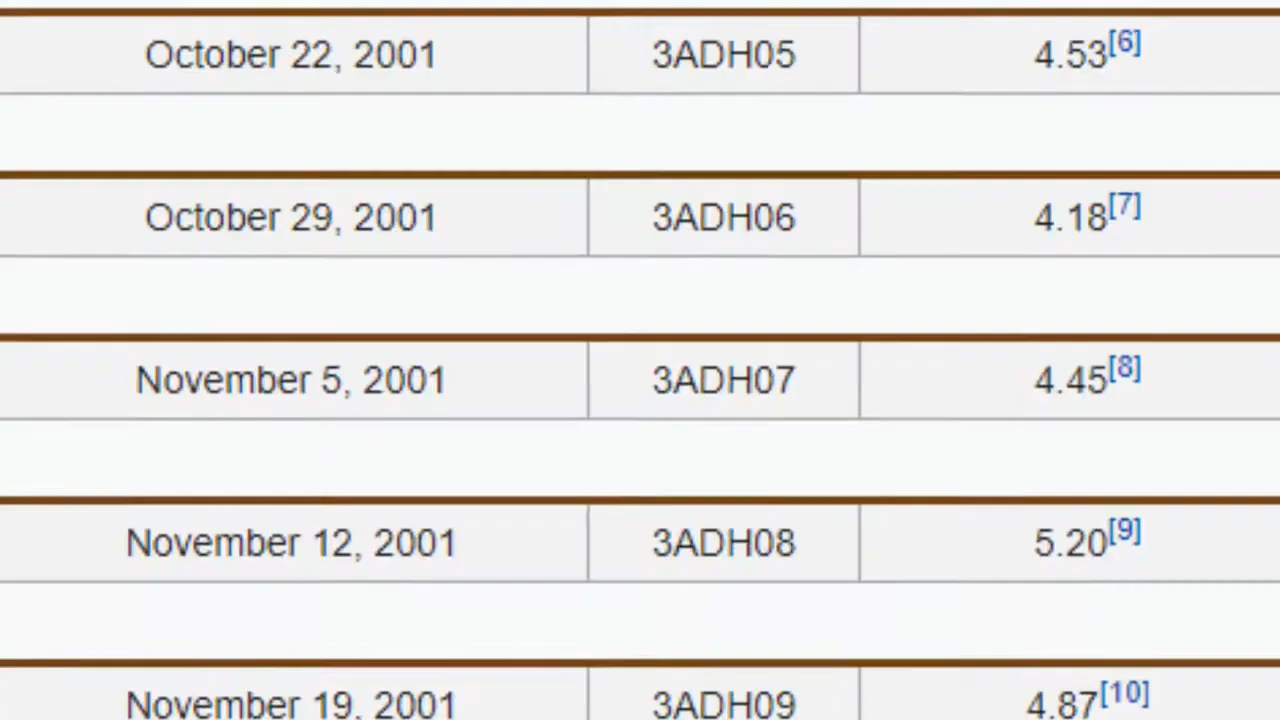 October 22, 2001 3ADH05 4.53[6]
October 29, 2001 3ADH06 4.18[7]
November 5, 2001 3ADH07 4.45[8]
November 12, 2001 3ADH08 5.20[9]
November 19, 2001 3ADH09 4.87[10]